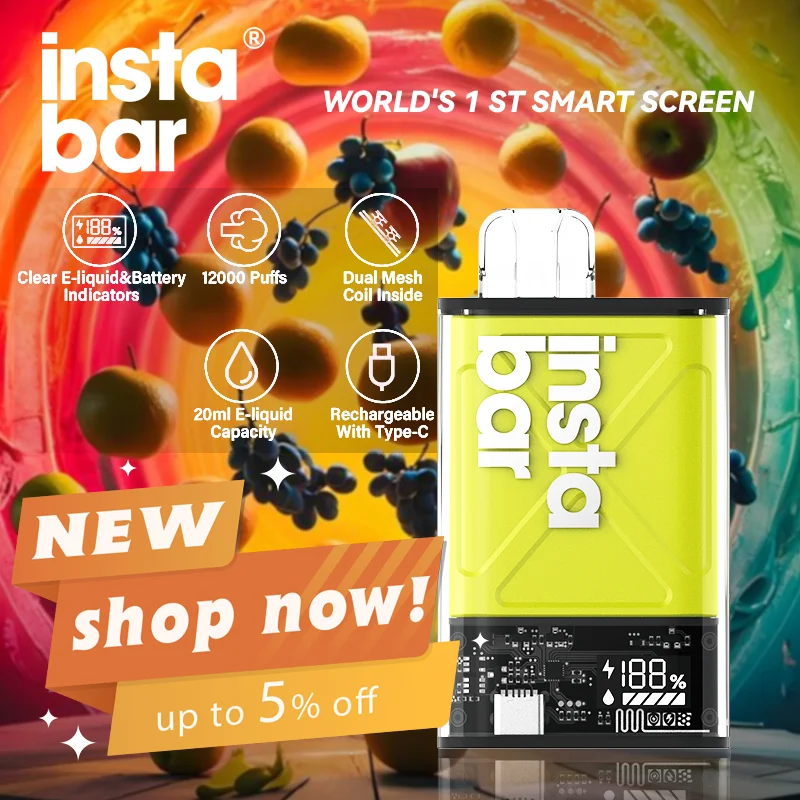 insta®
bar
WORLD'S 1 ST SMART SCREEN
188%
Clear E-liquid&Battery
Indicators
12000 Puffs
Dual Mesh
Coil Inside
20ml E-liquid
Capacity
Rechargeable
With Type-C
insta
bar
NEW
shop now!
up to 5% off
188%